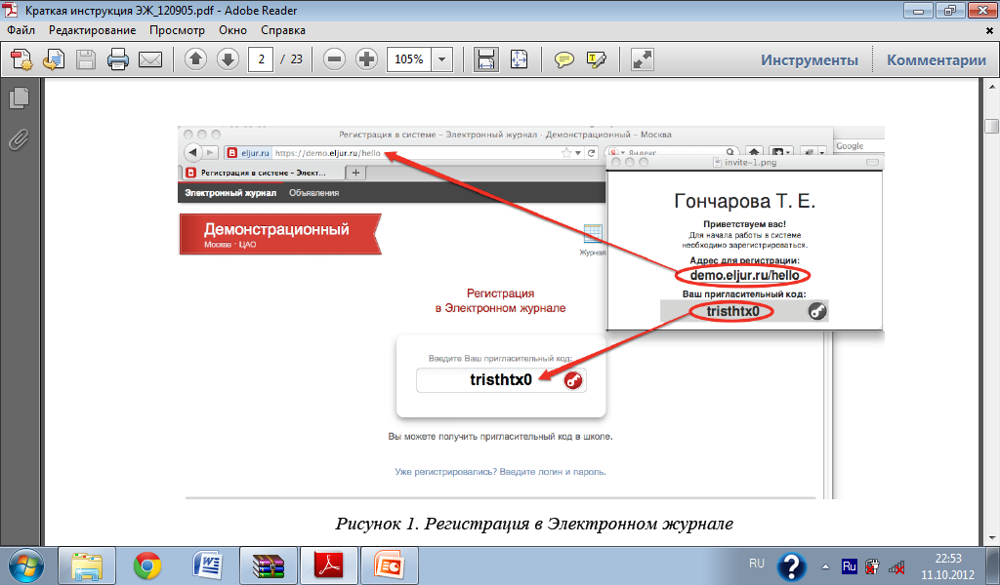 Краткая инструкция ЭЖ_120905.pdf - Adobe Reader
Файл Редактирование Просмотр Окно Справка
2 / 23 105% Инструменты Комментарии
Регистрация в системе - Электронный журнал - Демонстрационный - Москва
eljur.ru https://demo.eljur.ru/hello Яндекс Google
Регистрация в системе - Элект...
Электронный журнал Объявления
Демонстрационный
Москва - ЦАО
Журнал
Регистрация
в Электронном журнале
Введите Ваш пригласительный код:
tristhtx0
Вы можете получить пригласительный код в школе.
Уже регистрировались? Введите логин и пароль.
invite-1.png
Гончарова Т. Е.
Приветствуем вас!
Для начала работы в системе
необходимо зарегистрироваться.
Адрес для регистрации:
demo.eljur.ru/hello
Ваш пригласительный код:
tristhtx0
Рисунок 1. Регистрация в Электронном журнале
RU Ru 22:53
11.10.2012